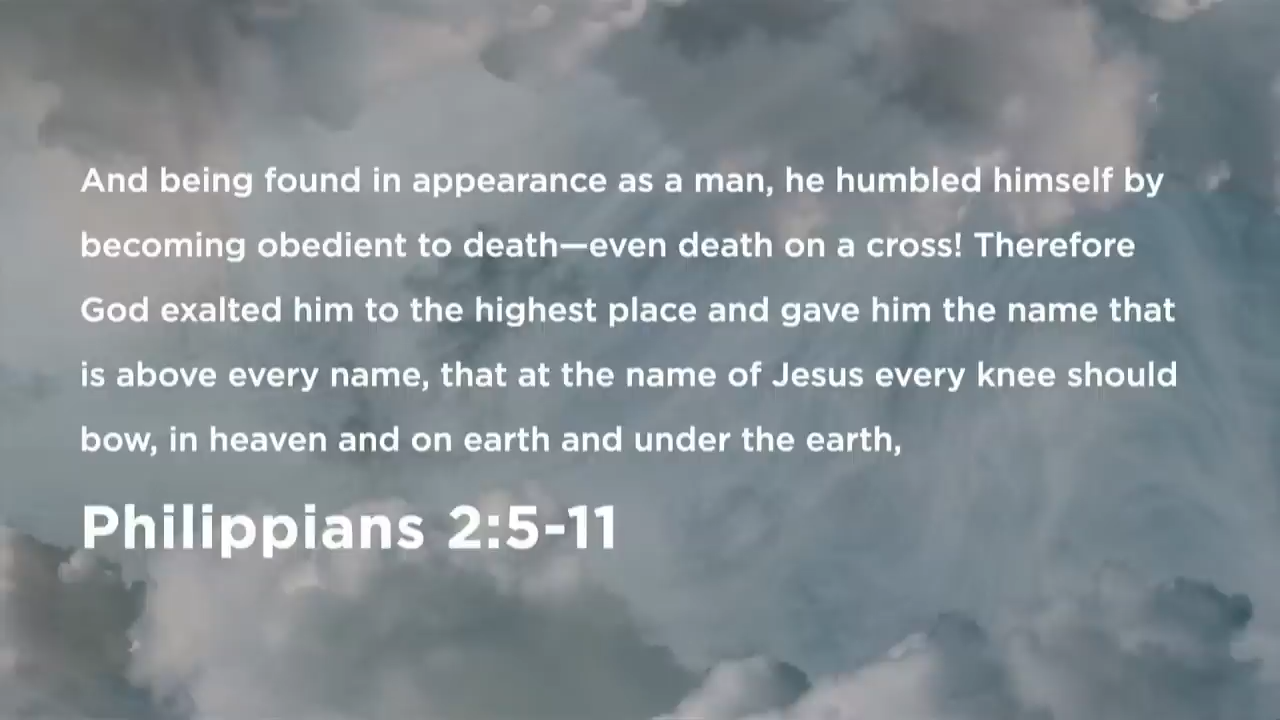 And being found in appearance as a man, he humbled himself by
becoming obedient to death—even death on a cross! Therefore
God exalted him to the highest place and gave him the name that
is above every name, that at the name of Jesus every knee should
bow, in heaven and on earth and under the earth,
Philippians 2:5-11